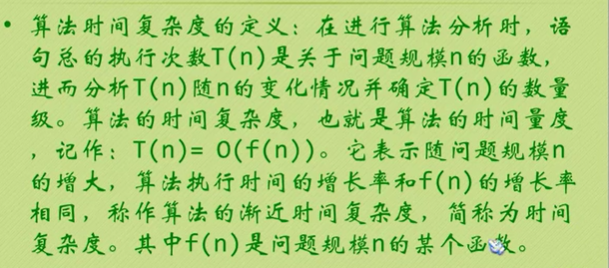 • 算法时间复杂度的定义：在进行算法分析时，语
句总的执行次数T(n)是关于问题规模n的函数，
进而分析T(n)随n的变化情况并确定T(n)的数量
级。算法的时间复杂度，也就是算法的时间量度
，记作：T(n)= O(f(n))。它表示随问题规模n
的增大，算法执行时间的增长率和f(n)的增长率
相同，称作算法的渐近时间复杂度，简称为时间
复杂度。其中f(n)是问题规模n的某个函数。